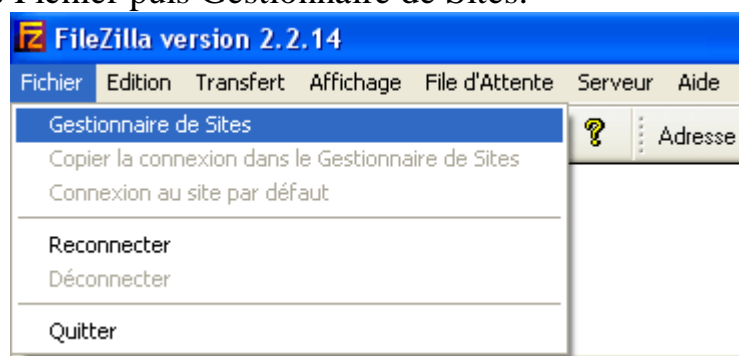 Fichier puis Gestionnaire de Sites.
FileZilla version 2.2.14
Fichier Edition Transfert Affichage File d'Attente Serveur Aide
Gestionnaire de Sites
Adresse
Copier la connexion dans le Gestionnaire de Sites
Connexion au site par défaut
Reconnecter
Déconnecter
Quitter